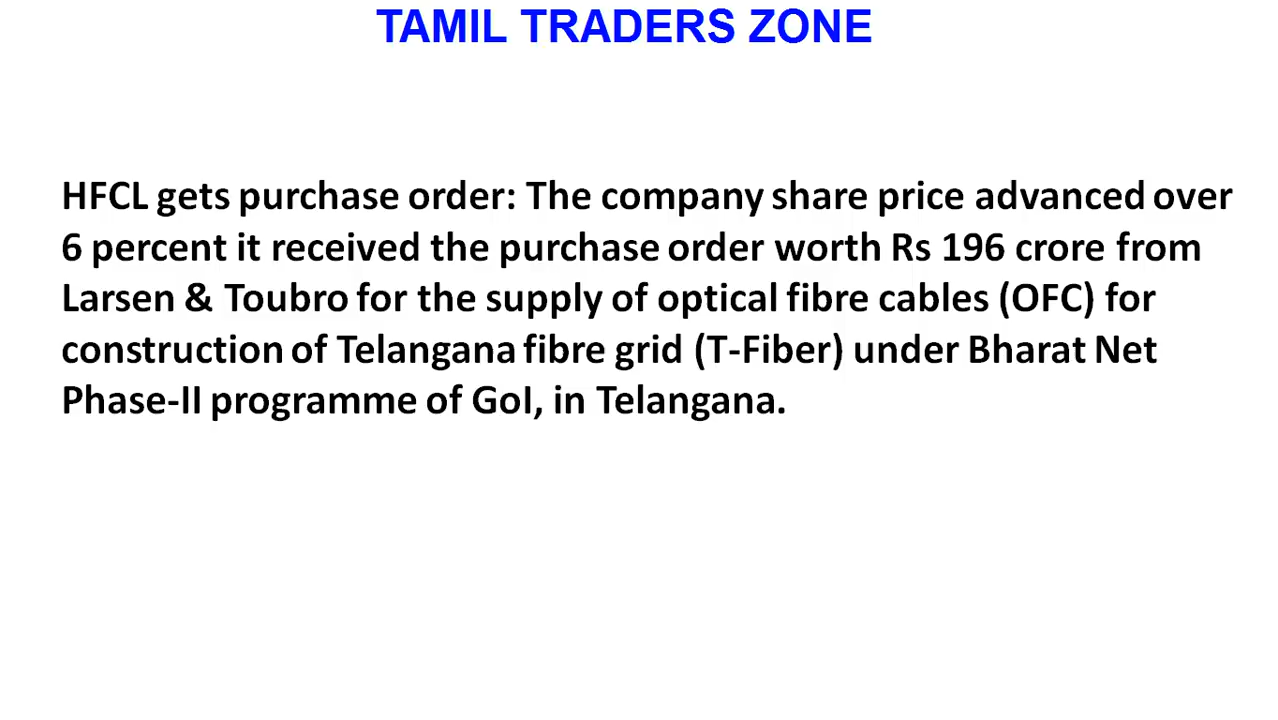 TAMIL TRADERS ZONE
HFCL gets purchase order: The company share price advanced over
6 percent it received the purchase order worth Rs 196 crore from
Larsen & Toubro for the supply of optical fibre cables (OFC) for
construction of Telangana fibre grid (T-Fiber) under Bharat Net
Phase-II programme of GoI, in Telangana.